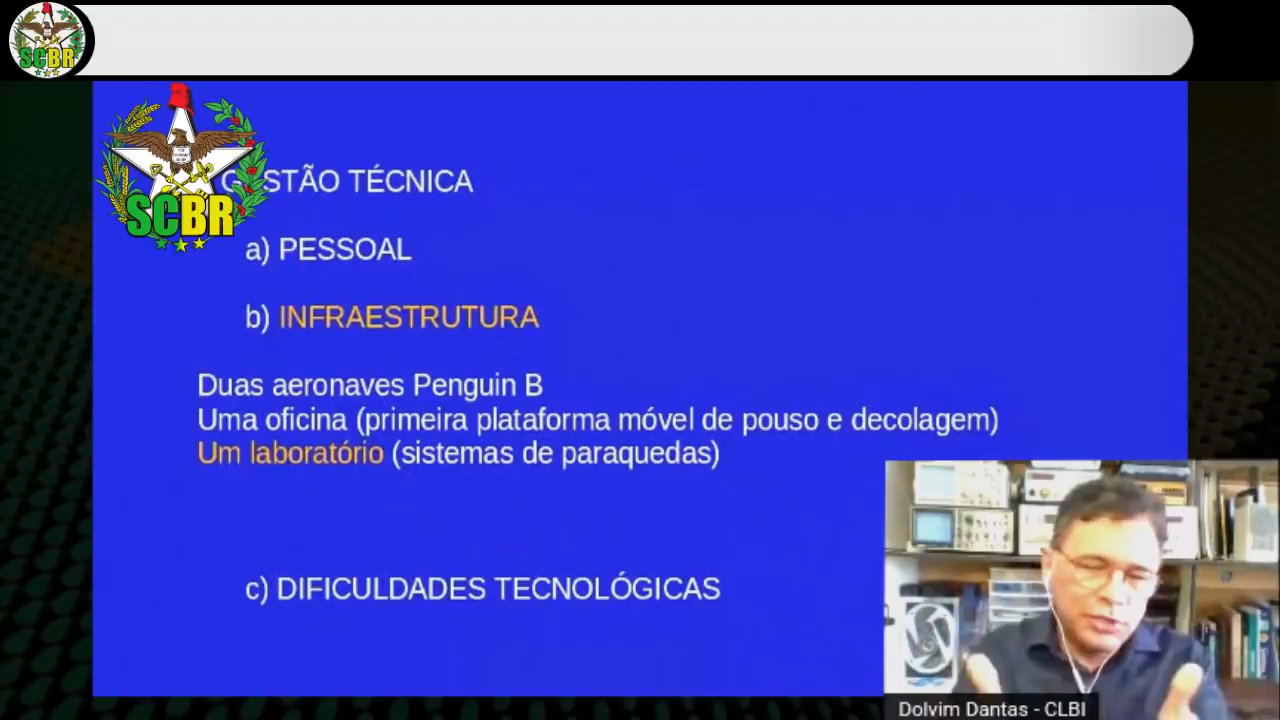 SCBR
SCBR
GESTÃO TÉCNICA
a) PESSOAL
b) INFRAESTRUTURA
Duas aeronaves Penguin B
Uma oficina (primeira plataforma móvel de pouso e decolagem)
Um laboratório (sistemas de paraquedas)
c) DIFICULDADES TECNOLÓGICAS
Dolvim Dantas - CLBI